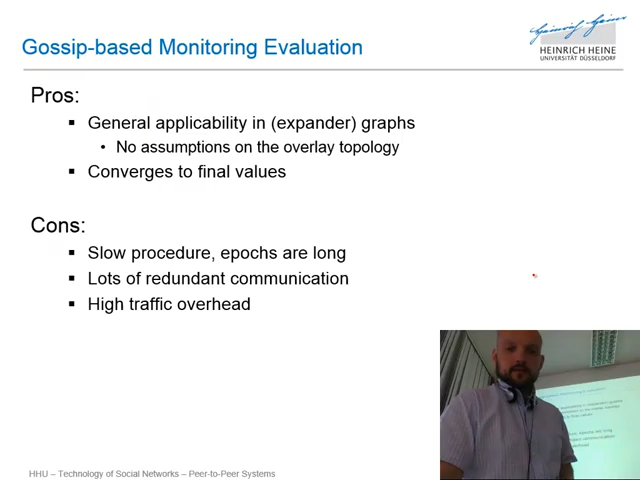 Gossip-based Monitoring Evaluation
Heinrich Heine
HEINRICH HEINE
UNIVERSITÄT DÜSSELDORF
Pros:
▪ General applicability in (expander) graphs
• No assumptions on the overlay topology
▪ Converges to final values
Cons:
▪ Slow procedure, epochs are long
▪ Lots of redundant communication
▪ High traffic overhead
HHU – Technology of Social Networks – Peer-to-Peer Systems